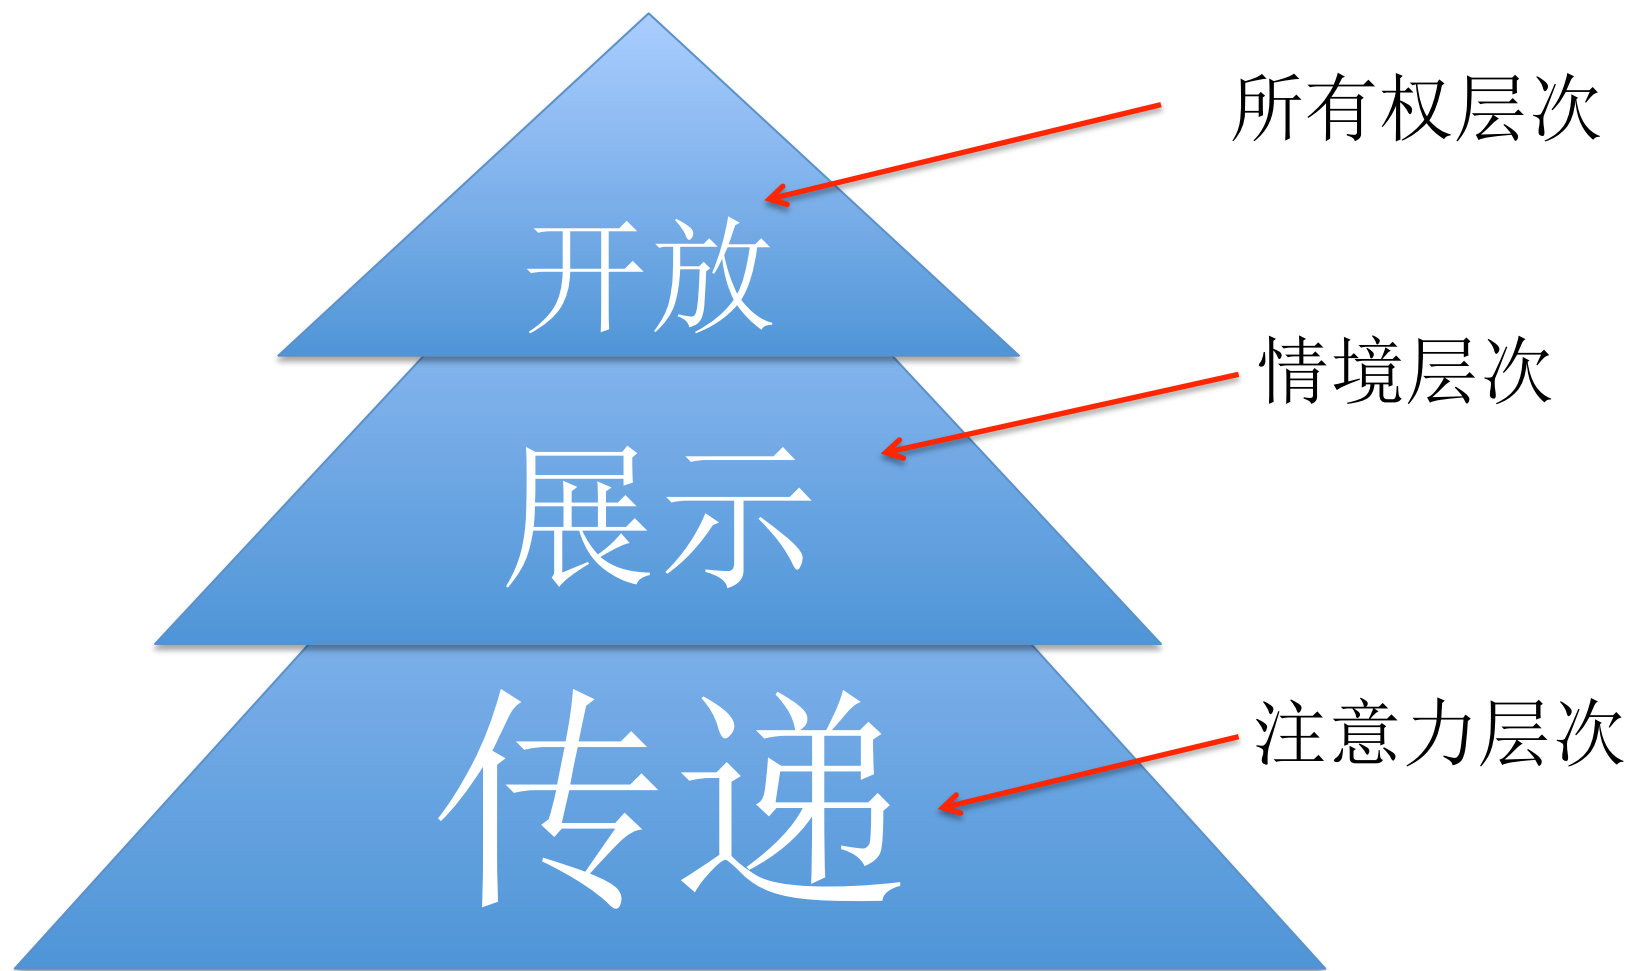 所有权层次
开放
情境层次
展示
注意力层次
传递